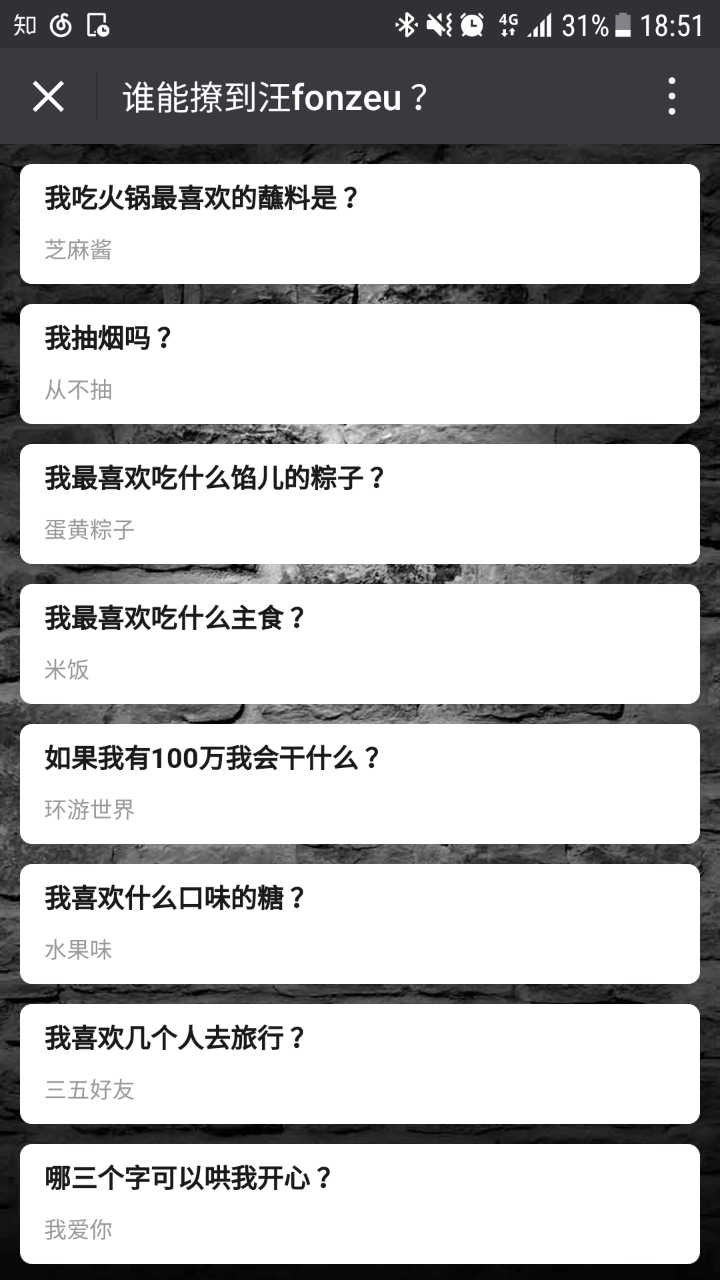 知 4G 31% 18:51
谁能撩到汪fonzeu？
我吃火锅最喜欢的蘸料是？
芝麻酱
我抽烟吗？
从不抽
我最喜欢吃什么馅儿的粽子？
蛋黄粽子
我最喜欢吃什么主食？
米饭
如果我有100万我会干什么？
环游世界
我喜欢什么口味的糖？
水果味
我喜欢几个人去旅行？
三五好友
哪三个字可以哄我开心？
我爱你